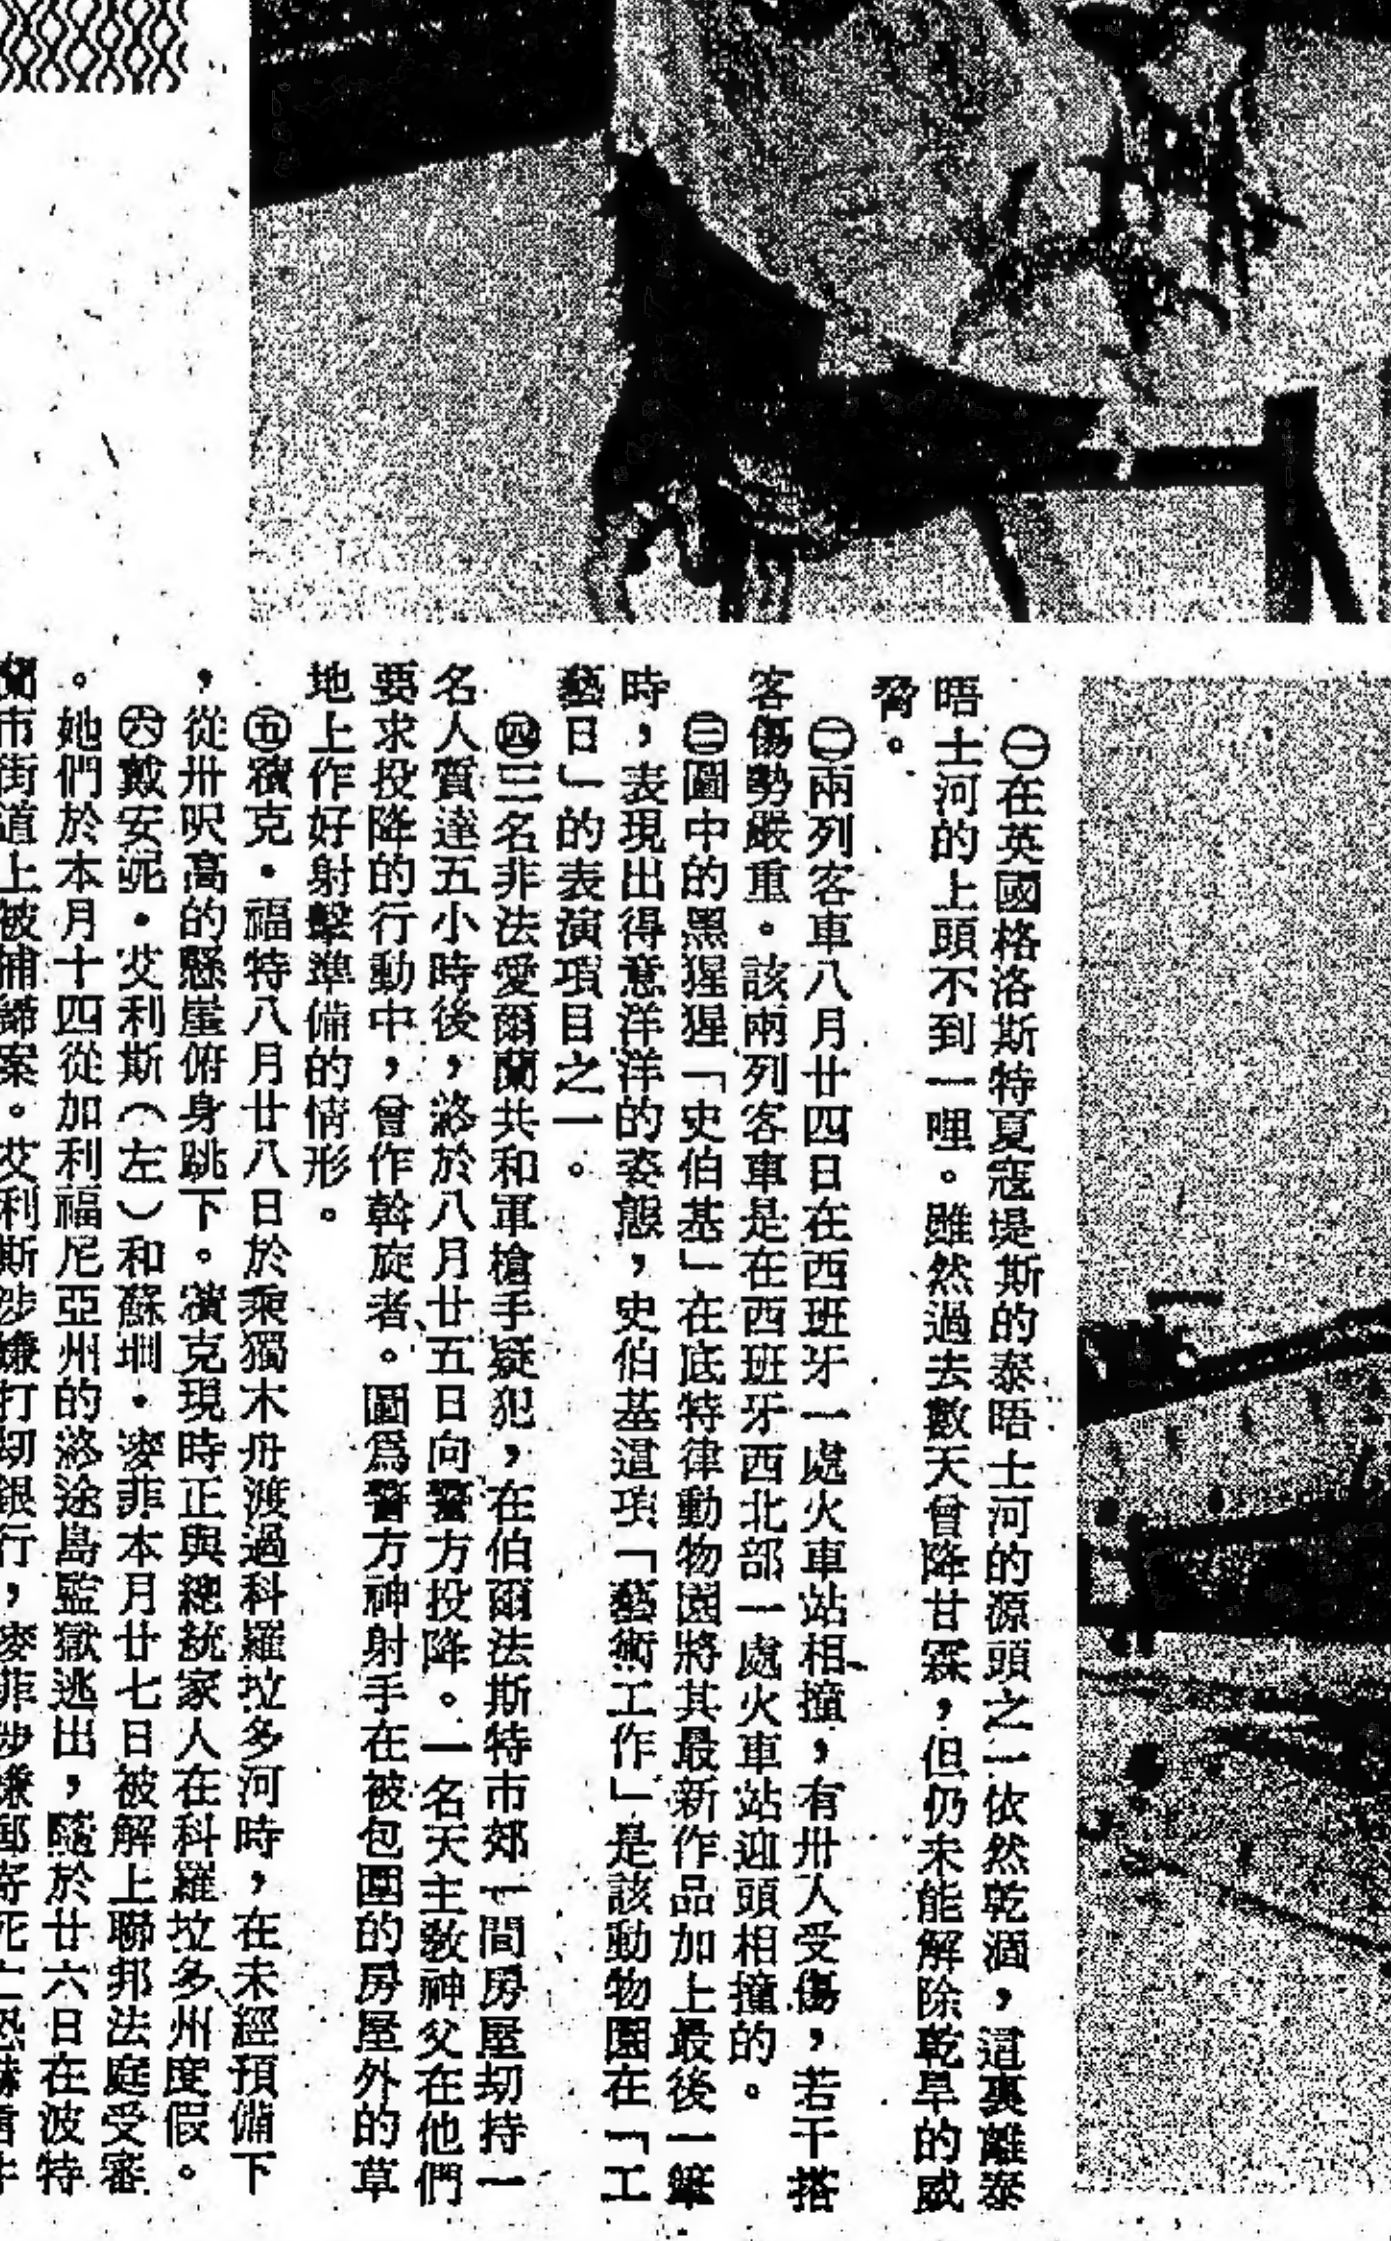 ㊀在英國格洛斯特夏寇堤斯的泰晤士河的源頭之一依然乾涸，這裏離泰
晤士河的上頭不到一哩。雖然過去數天曾降甘霖，但仍未能解除乾旱的威
脅。
㊁兩列客車八月廿四日在西班牙一處火車站相撞，有卅人受傷，若干搭
客傷勢嚴重。該兩列客車是在西班牙西北部一處火車站迎頭相撞的。
㊂圖中的黑猩猩「史伯基」在底特律動物園將其最新作品加上最後一筆
時，表現出得意洋洋的姿態，史伯基這項「藝術工作」是該動物園在「工
藝日」的表演項目之一。
㊃三名非法愛爾蘭共和軍槍手疑犯，在伯爾法斯特市郊一間房屋刼持一
名人質達五小時後，終於八月廿五日向警方投降。一名天主教神父在他們
要求投降的行動中，曾作斡旋者。圖爲警方神射手在被包圍的房屋外的草
地上作好射擊準備的情形。
㊄積克・福特八月廿八日於乘獨木舟渡過科羅拉多河時，在未經預備下
，從卅呎高的懸崖俯身跳下。積克現時正與總統家人在科羅拉多州度假。
㊅戴安妮・艾利斯（左）和蘇珊・麥菲本月廿七日被解上聯邦法庭受審
。她們於本月十四從加利福尼亞州的終途島監獄逃出，隨於廿六日在波特
蘭市街道上被捕歸案。艾利斯涉嫌打刼銀行，麥菲涉嫌郵寄死亡恐嚇書件